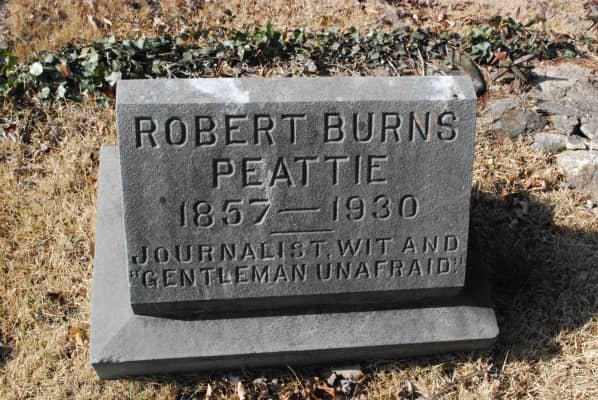 ROBERT BURNS
PEATTIE
1857—1930
JOURNALIST, WIT AND
"GENTLEMAN UNAFRAID."